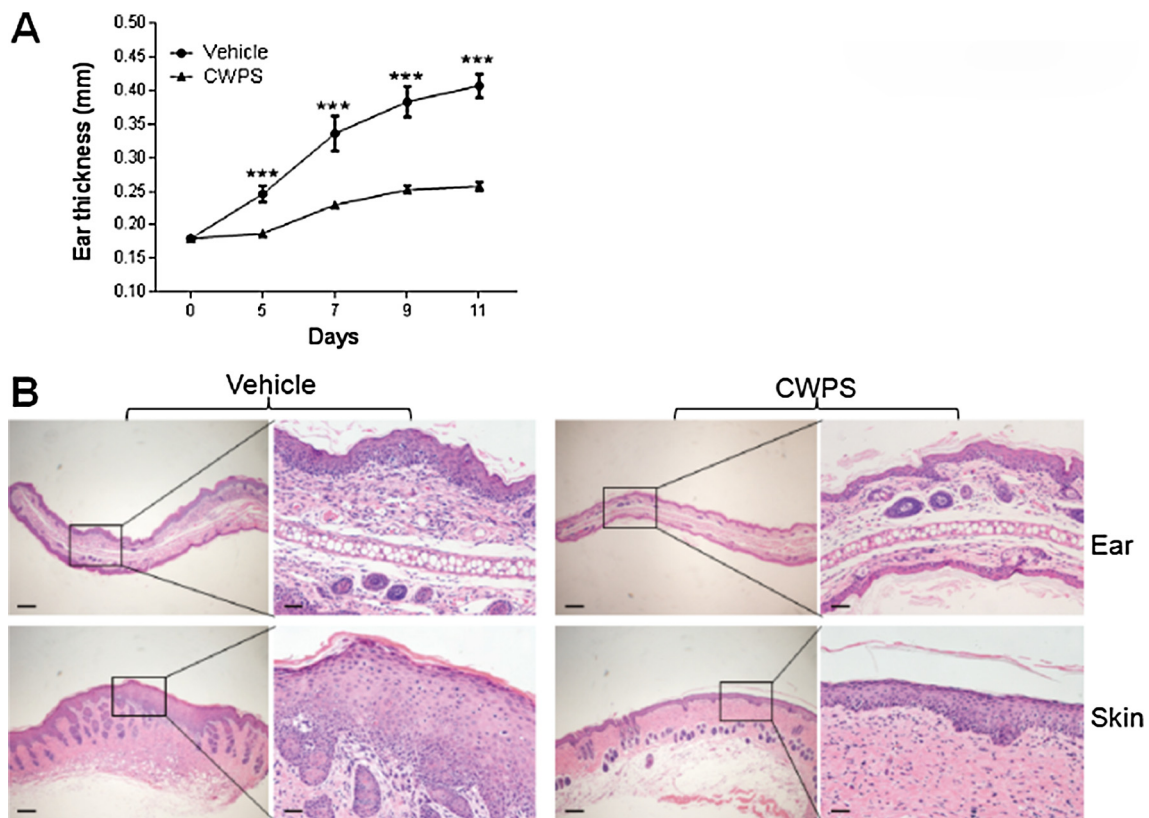 A
0.50
0.45
0.40
0.35
0.30
0.25
0.20
0.15
0.10
Ear thickness (mm)
Vehicle
CWPS
***
***
***
***
0
5
7
9
11
Days
B
Vehicle
CWPS
Ear
Skin